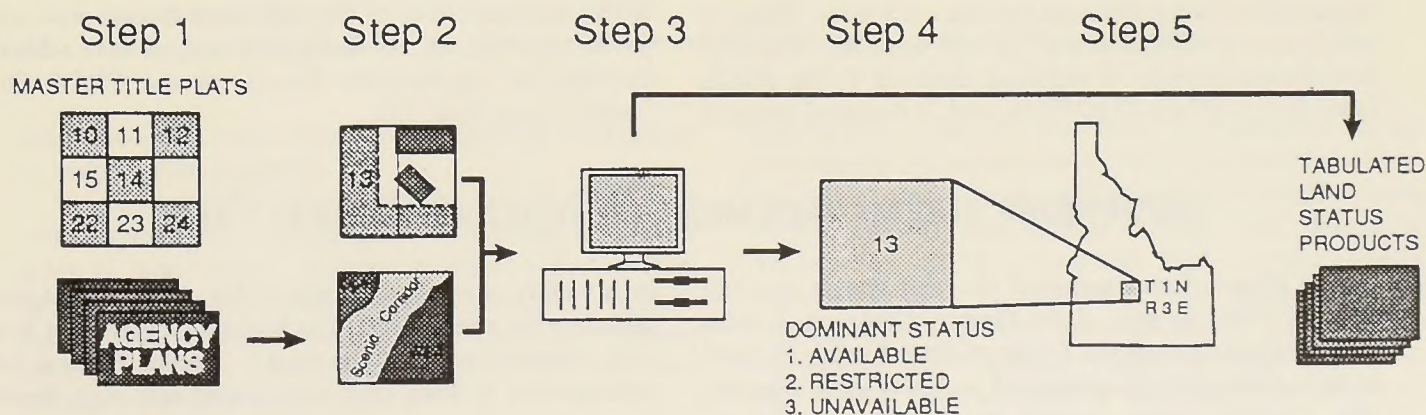 Step 1
Step 2
Step 3
Step 4
Step 5
MASTER TITLE PLATS
10 11 12
15 14
22 23 24
AGENCY
PLANS
13
Scenic Corridor
13
DOMINANT STATUS
1. AVAILABLE
2. RESTRICTED
3. UNAVAILABLE
T 1 N
R 3 E
TABULATED
LAND
STATUS
PRODUCTS